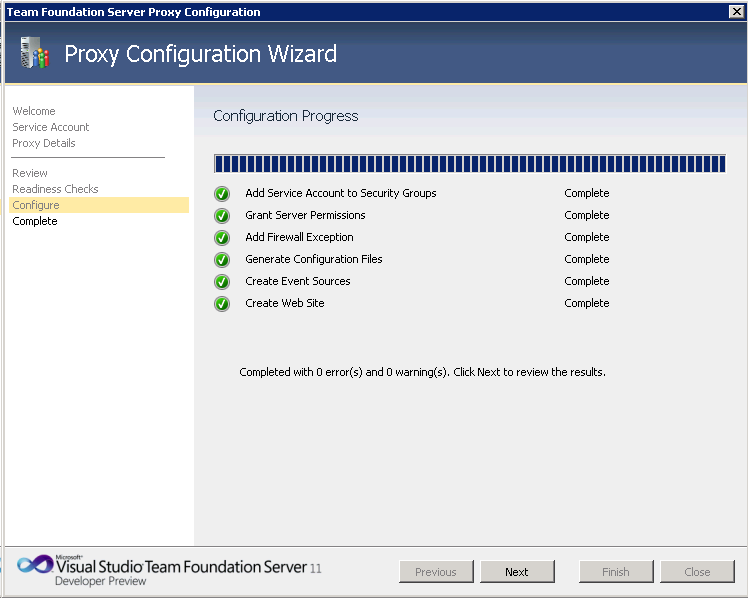 Team Foundation Server Proxy Configuration
Proxy Configuration Wizard
Welcome
Service Account
Proxy Details
Review
Readiness Checks
Configure
Complete
Configuration Progress
Add Service Account to Security Groups Complete
Grant Server Permissions Complete
Add Firewall Exception Complete
Generate Configuration Files Complete
Create Event Sources Complete
Create Web Site Complete
Completed with 0 error(s) and 0 warning(s). Click Next to review the results.
Microsoft®
Visual Studio Team Foundation Server 11
Developer Preview
Previous Next Finish Close